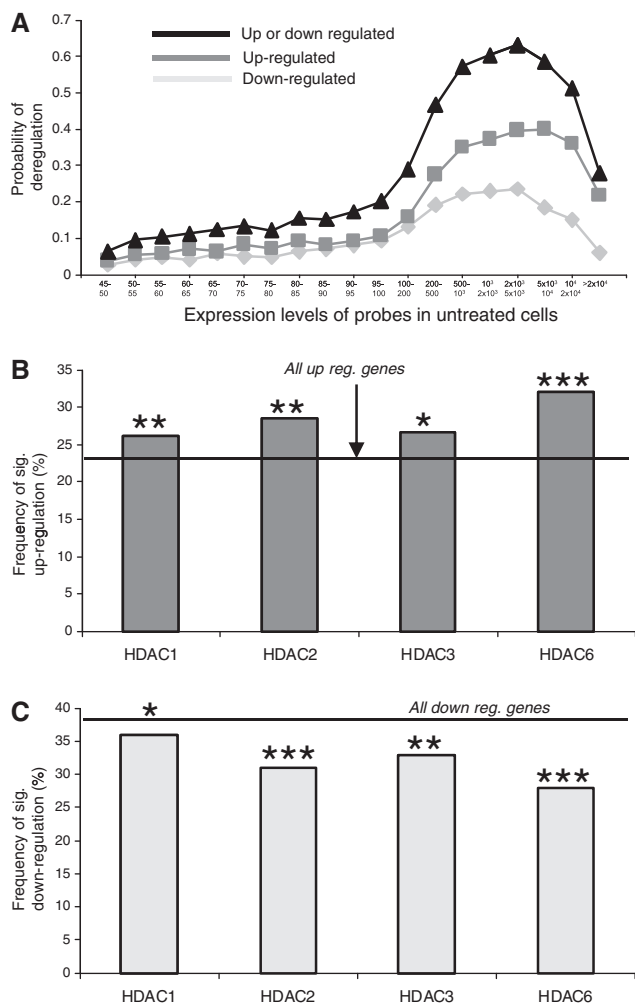 A
0.7
0.6
0.5
0.4
0.3
0.2
0.1
0
Probability of
deregulation
Up or down regulated
Up-regulated
Down-regulated
45- 50- 55- 60- 65- 70- 75- 80- 85- 90- 95- 100- 200- 500- 10³ 2x10³ 5x10³ 10⁴ >2x10⁴
50 55 60 65 70 75 80 85 90 95 100 200 500 10³ 2x10³ 5x10³ 10⁴ 2x10⁴
Expression levels of probes in untreated cells
B
35
30
25
20
15
10
5
0
Frequency of sig.
up-regulation (%)
All up reg. genes
** ** * ***
HDAC1 HDAC2 HDAC3 HDAC6
C
40
35
30
25
20
15
10
5
0
Frequency of sig.
down-regulation (%)
All down reg. genes
* *** ** ***
HDAC1 HDAC2 HDAC3 HDAC6